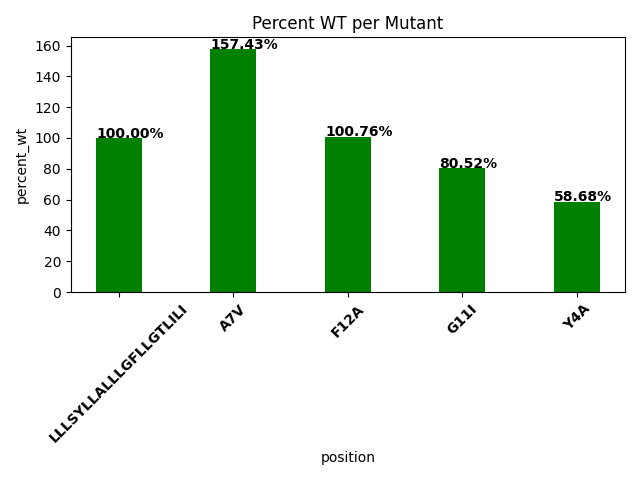 Percent WT per Mutant
percent_wt
160
140
120
100
80
60
40
20
0
100.00%
157.43%
100.76%
80.52%
58.68%
LLLSYLLALLLGFLLGTLILI
A7V
F12A
G11I
Y4A
position